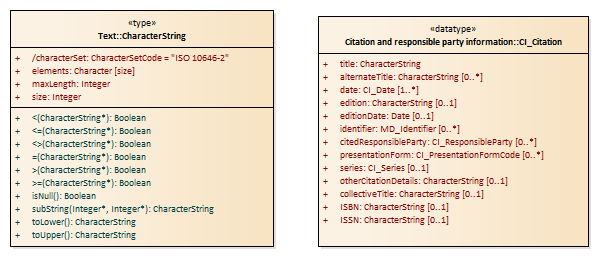 «type»
Text::CharacterString
+ /characterSet: CharacterSetCode = "ISO 10646-2"
+ elements: Character [size]
+ maxLength: Integer
+ size: Integer
+ <(CharacterString*): Boolean
+ <=(CharacterString*): Boolean
+ <>(CharacterString*): Boolean
+ =(CharacterString*): Boolean
+ >(CharacterString*): Boolean
+ >=(CharacterString*): Boolean
+ isNull(): Boolean
+ subString(Integer*, Integer*): CharacterString
+ toLower(): CharacterString
+ toUpper(): CharacterString
«datatype»
Citation and responsible party information::CI_Citation
+ title: CharacterString
+ alternateTitle: CharacterString [0..*]
+ date: CI_Date [1..*]
+ edition: CharacterString [0..1]
+ editionDate: Date [0..1]
+ identifier: MD_Identifier [0..*]
+ citedResponsibleParty: CI_ResponsibleParty [0..*]
+ presentationForm: CI_PresentationFormCode [0..*]
+ series: CI_Series [0..1]
+ otherCitationDetails: CharacterString [0..1]
+ collectiveTitle: CharacterString [0..1]
+ ISBN: CharacterString [0..1]
+ ISSN: CharacterString [0..1]